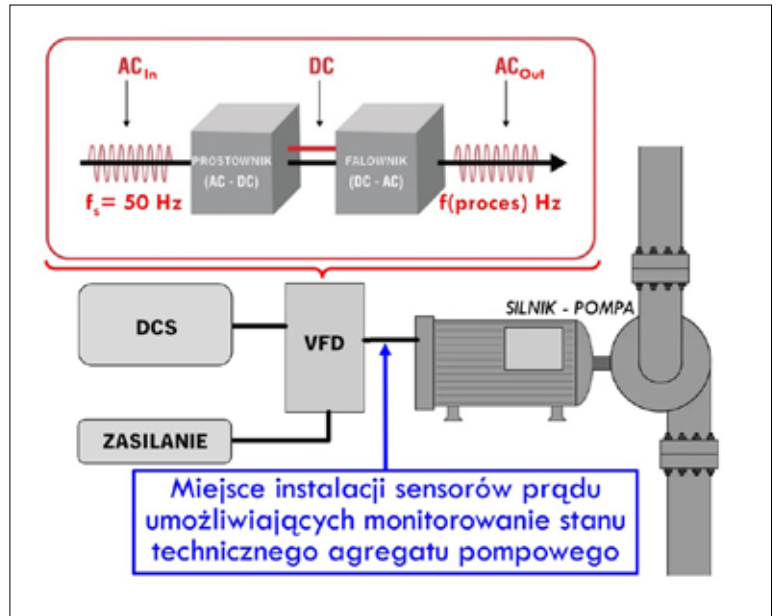 AC In
DC
AC Out
PROSTOWNIK
(AC - DC)
FALOWNIK
(DC - AC)
fs = 50 Hz
f(proces) Hz
DCS
VFD
SILNIK - POMPA
ZASILANIE
Miejsce instalacji sensorów prądu
umożliwiających monitorowanie stanu
technicznego agregatu pompowego